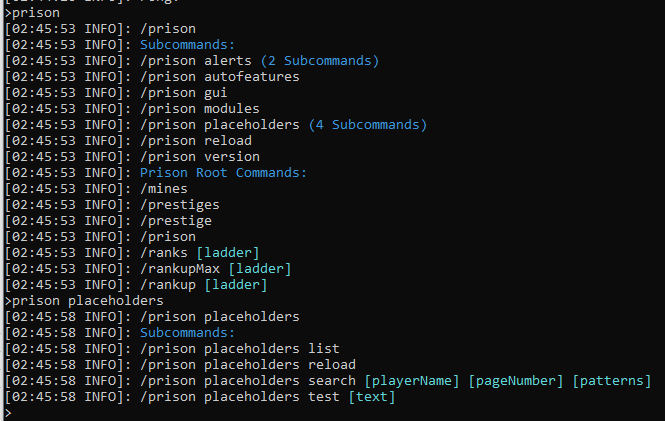 >prison
[02:45:53 INFO]: /prison
[02:45:53 INFO]: Subcommands:
[02:45:53 INFO]: /prison alerts (2 Subcommands)
[02:45:53 INFO]: /prison autofeatures
[02:45:53 INFO]: /prison gui
[02:45:53 INFO]: /prison modules
[02:45:53 INFO]: /prison placeholders (4 Subcommands)
[02:45:53 INFO]: /prison reload
[02:45:53 INFO]: /prison version
[02:45:53 INFO]: Prison Root Commands:
[02:45:53 INFO]: /mines
[02:45:53 INFO]: /prestiges
[02:45:53 INFO]: /prestige
[02:45:53 INFO]: /prison
[02:45:53 INFO]: /ranks [ladder]
[02:45:53 INFO]: /rankupMax [ladder]
[02:45:53 INFO]: /rankup [ladder]
>prison placeholders
[02:45:58 INFO]: /prison placeholders
[02:45:58 INFO]: Subcommands:
[02:45:58 INFO]: /prison placeholders list
[02:45:58 INFO]: /prison placeholders reload
[02:45:58 INFO]: /prison placeholders search [playerName] [pageNumber] [patterns]
[02:45:58 INFO]: /prison placeholders test [text]
>